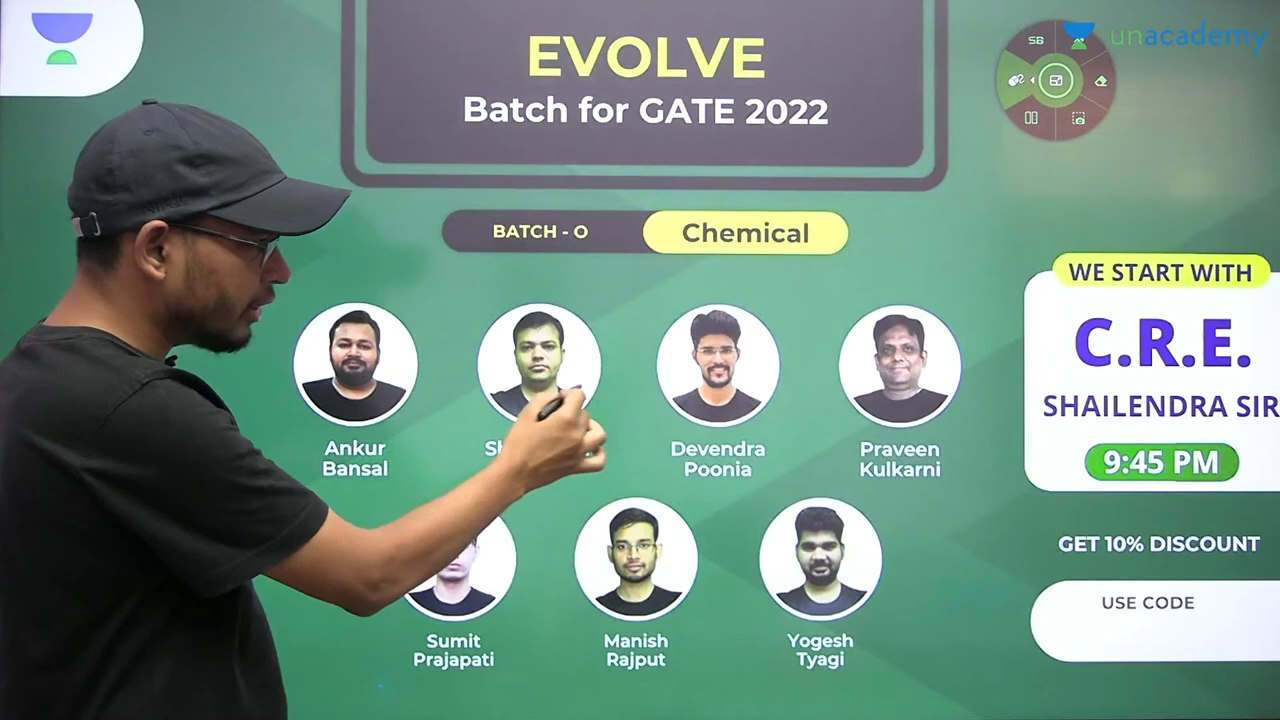 unacademy
SB
EVOLVE
Batch for GATE 2022
BATCH - O
Chemical
WE START WITH
C.R.E.
SHAILENDRA SIR
9:45 PM
Ankur
Bansal
Devendra
Poonia
Praveen
Kulkarni
GET 10% DISCOUNT
USE CODE
Sumit
Prajapati
Manish
Rajput
Yogesh
Tyagi